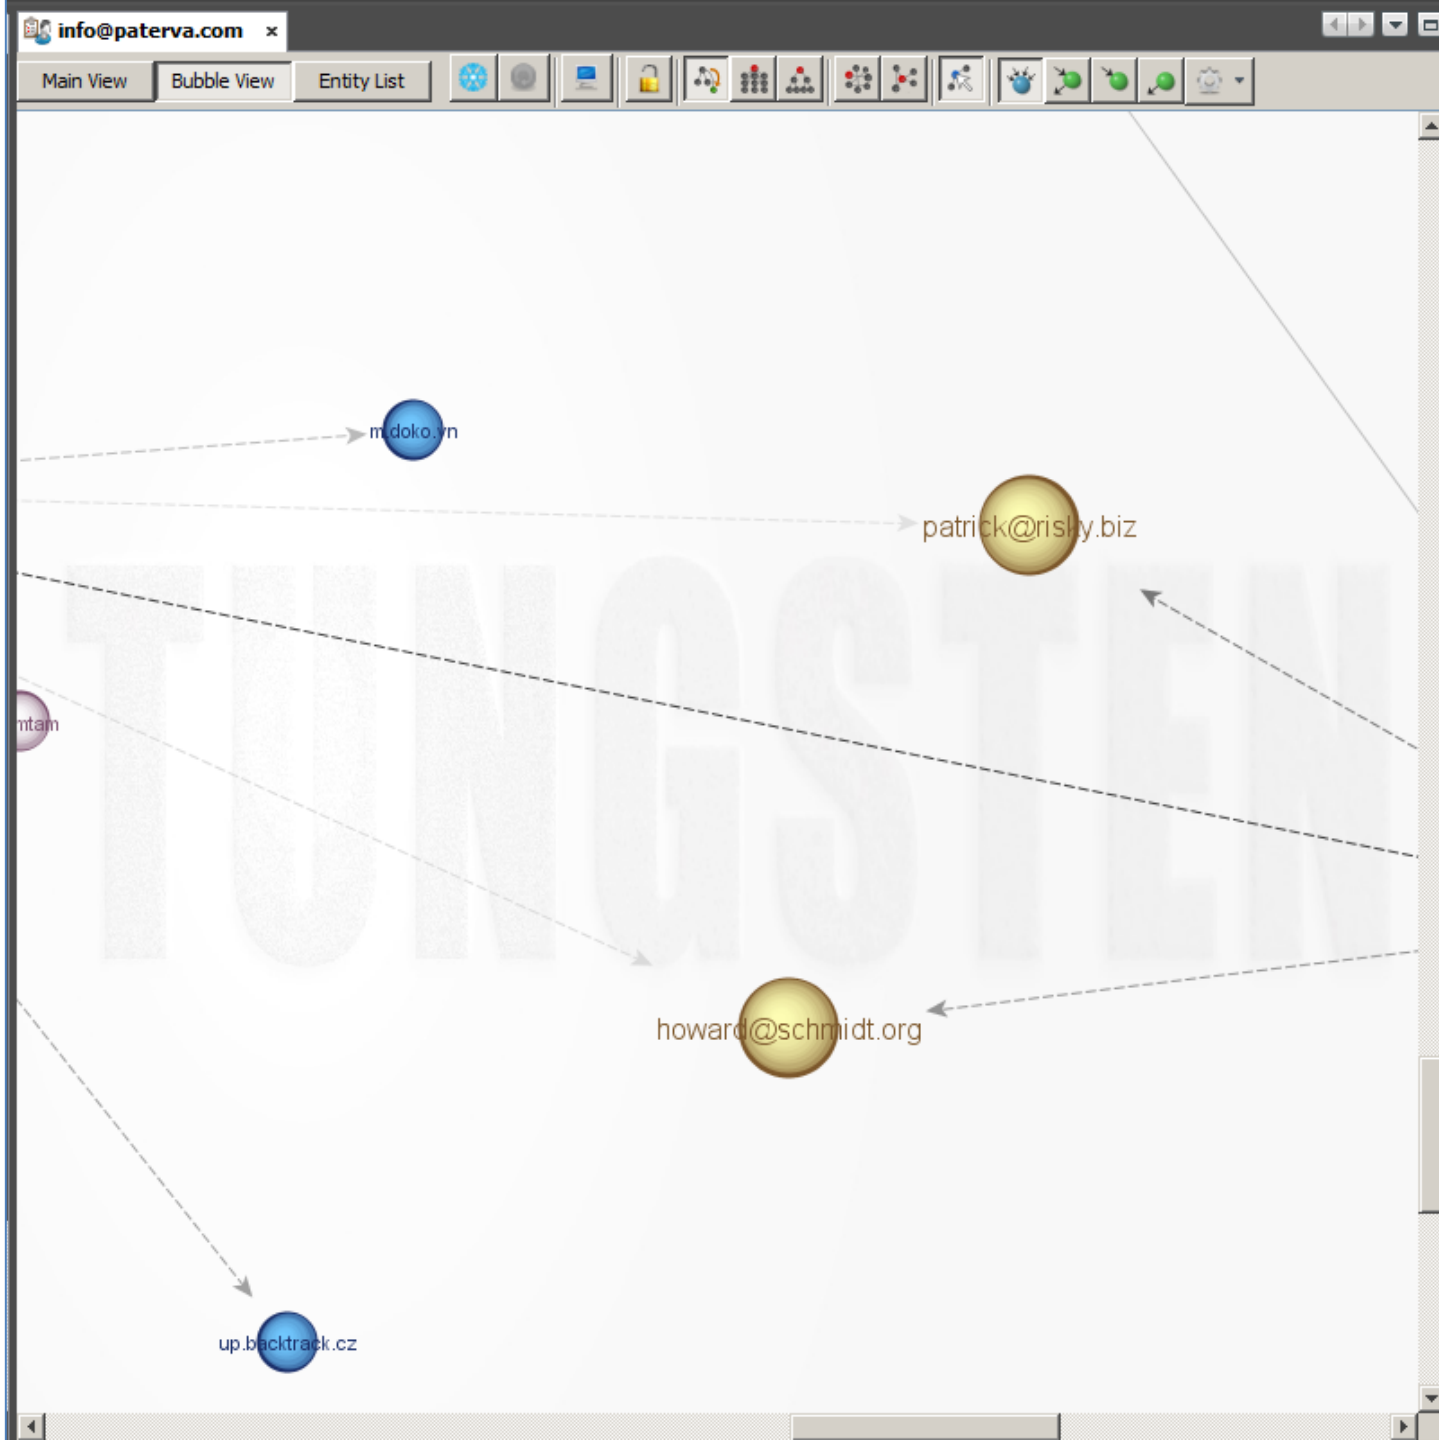 info@paterva.com
Main View Bubble View Entity List
m.doko.vn
patrick@risky.biz
TUNGSTEN
mtam
howard@schmidt.org
up.backtrack.cz